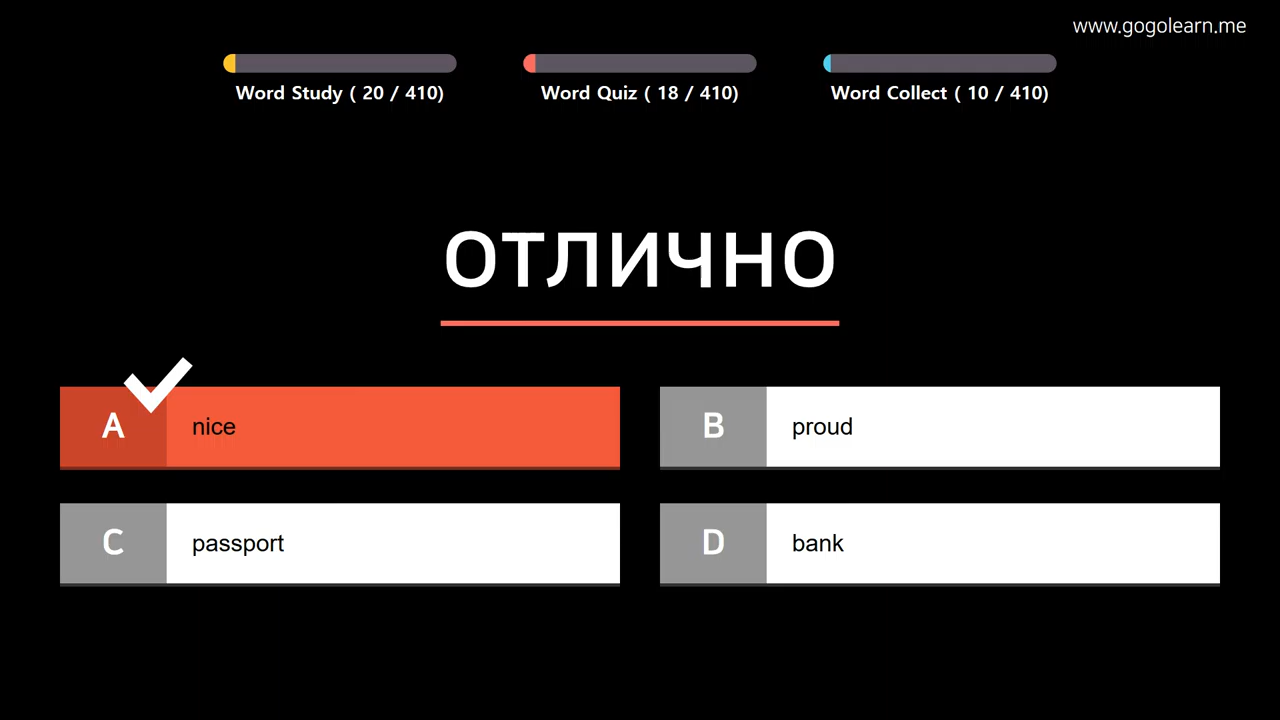 www.gogolearn.me
Word Study ( 20 / 410)
Word Quiz ( 18 / 410)
Word Collect ( 10 / 410)
отлично
A nice
B proud
C passport
D bank